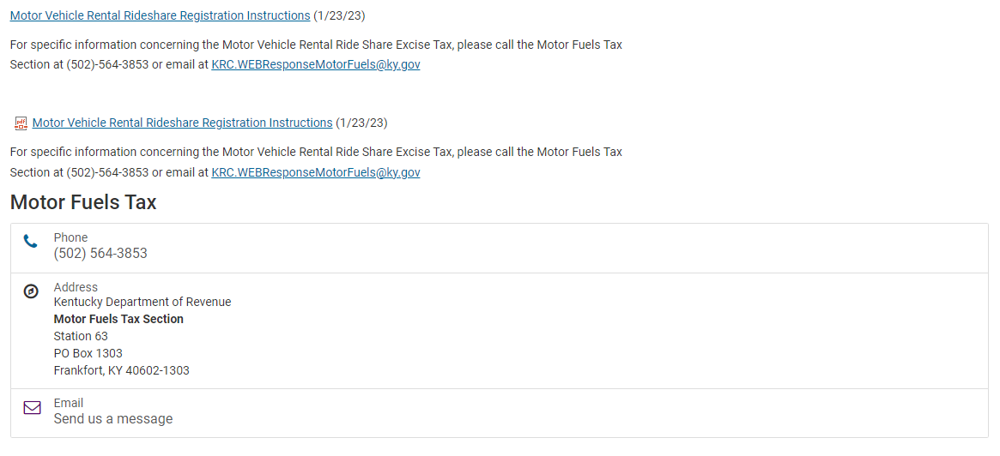 Motor Vehicle Rental Rideshare Registration Instructions (1/23/23)
For specific information concerning the Motor Vehicle Rental Ride Share Excise Tax, please call the Motor Fuels Tax
Section at (502)-564-3853 or email at KRC.WEBResponseMotorFuels@ky.gov
pdf Motor Vehicle Rental Rideshare Registration Instructions (1/23/23)
For specific information concerning the Motor Vehicle Rental Ride Share Excise Tax, please call the Motor Fuels Tax
Section at (502)-564-3853 or email at KRC.WEBResponseMotorFuels@ky.gov
Motor Fuels Tax
Phone
(502) 564-3853
Address
Kentucky Department of Revenue
Motor Fuels Tax Section
Station 63
PO Box 1303
Frankfort, KY 40602-1303
Email
Send us a message